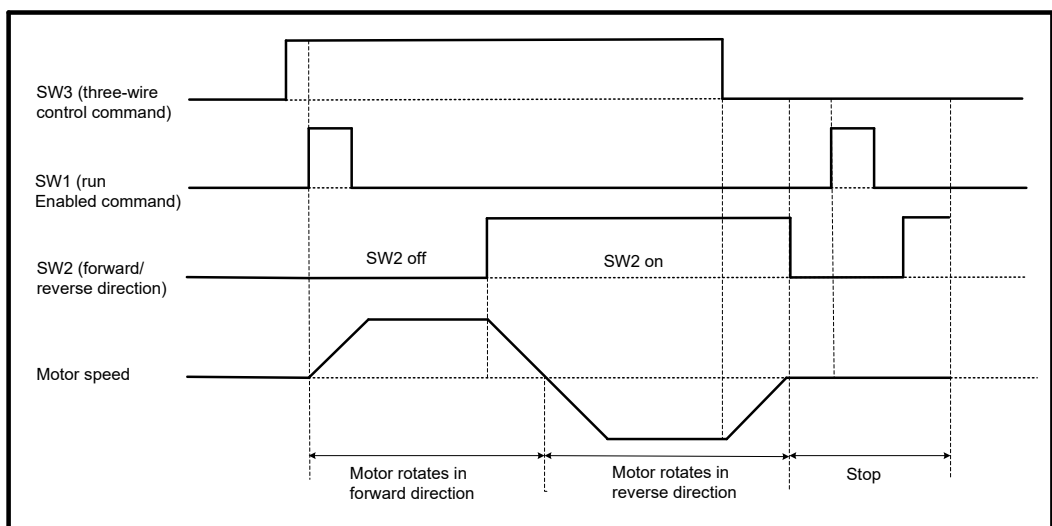 SW3 (three-wire
control command)
SW1 (run
Enabled command)
SW2 (forward/
reverse direction)
SW2 off
SW2 on
Motor speed
Motor rotates in
forward direction
Motor rotates in
reverse direction
Stop